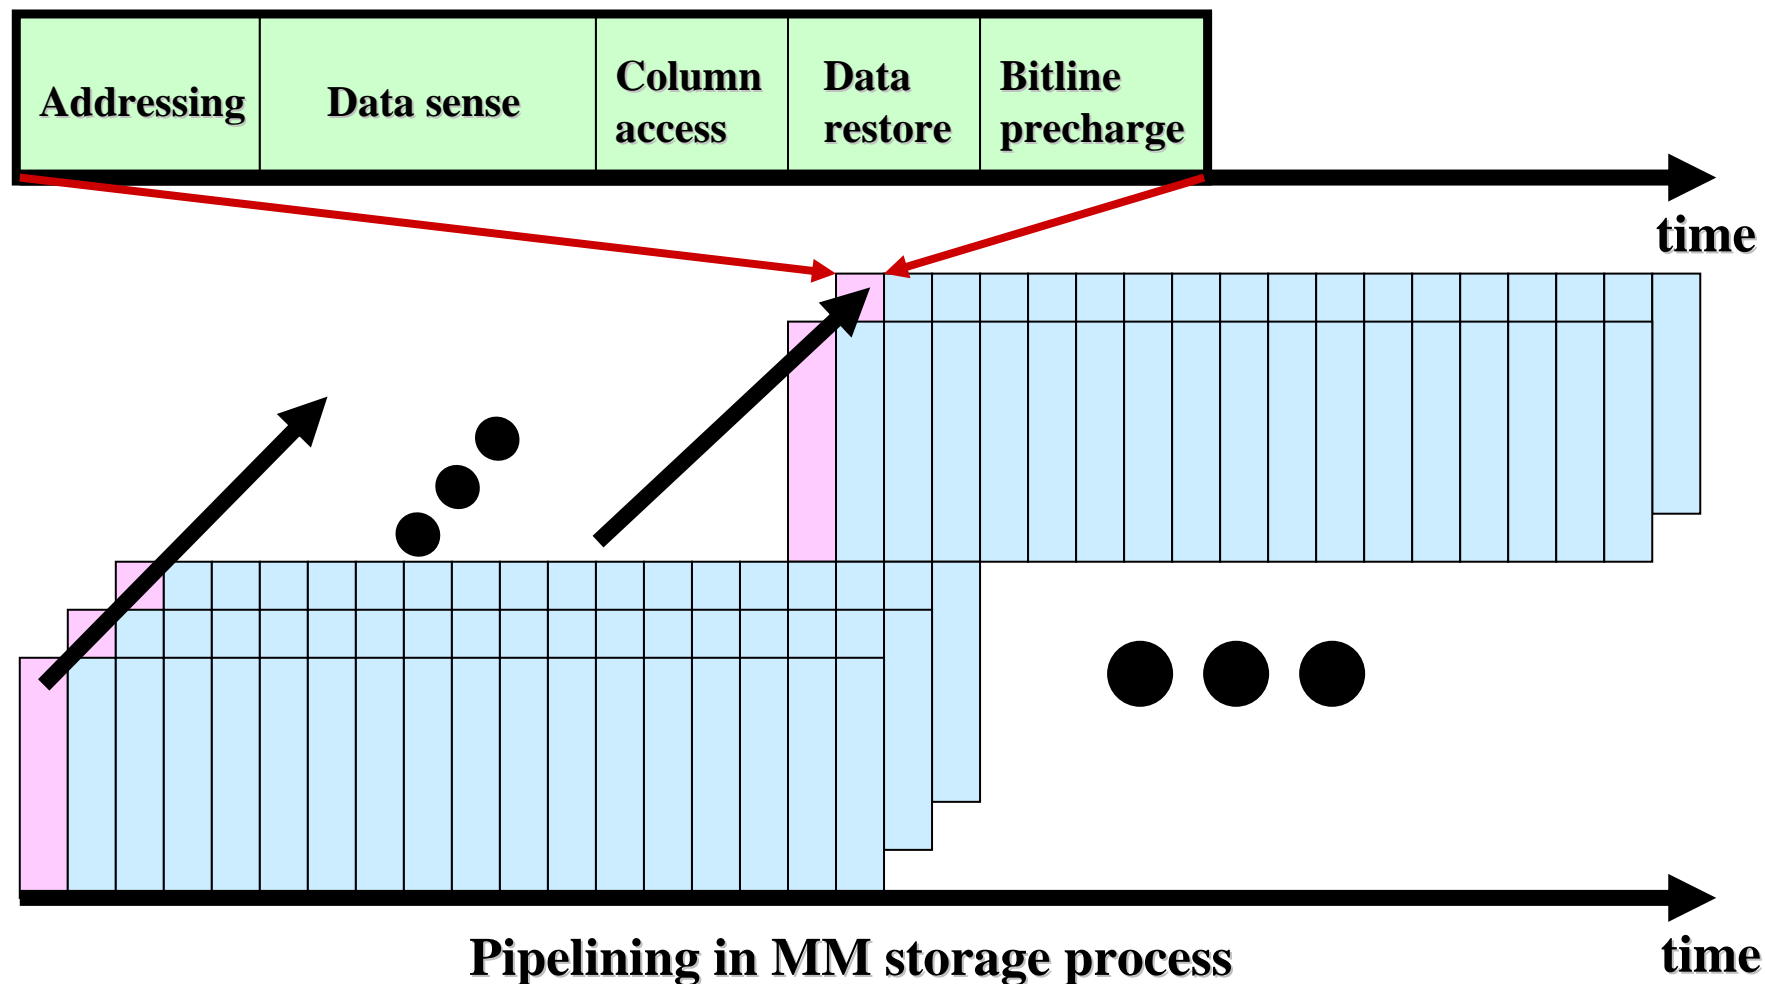 Addressing
Data sense
Column
access
Data
restore
Bitline
precharge
time
Pipelining in MM storage process
time